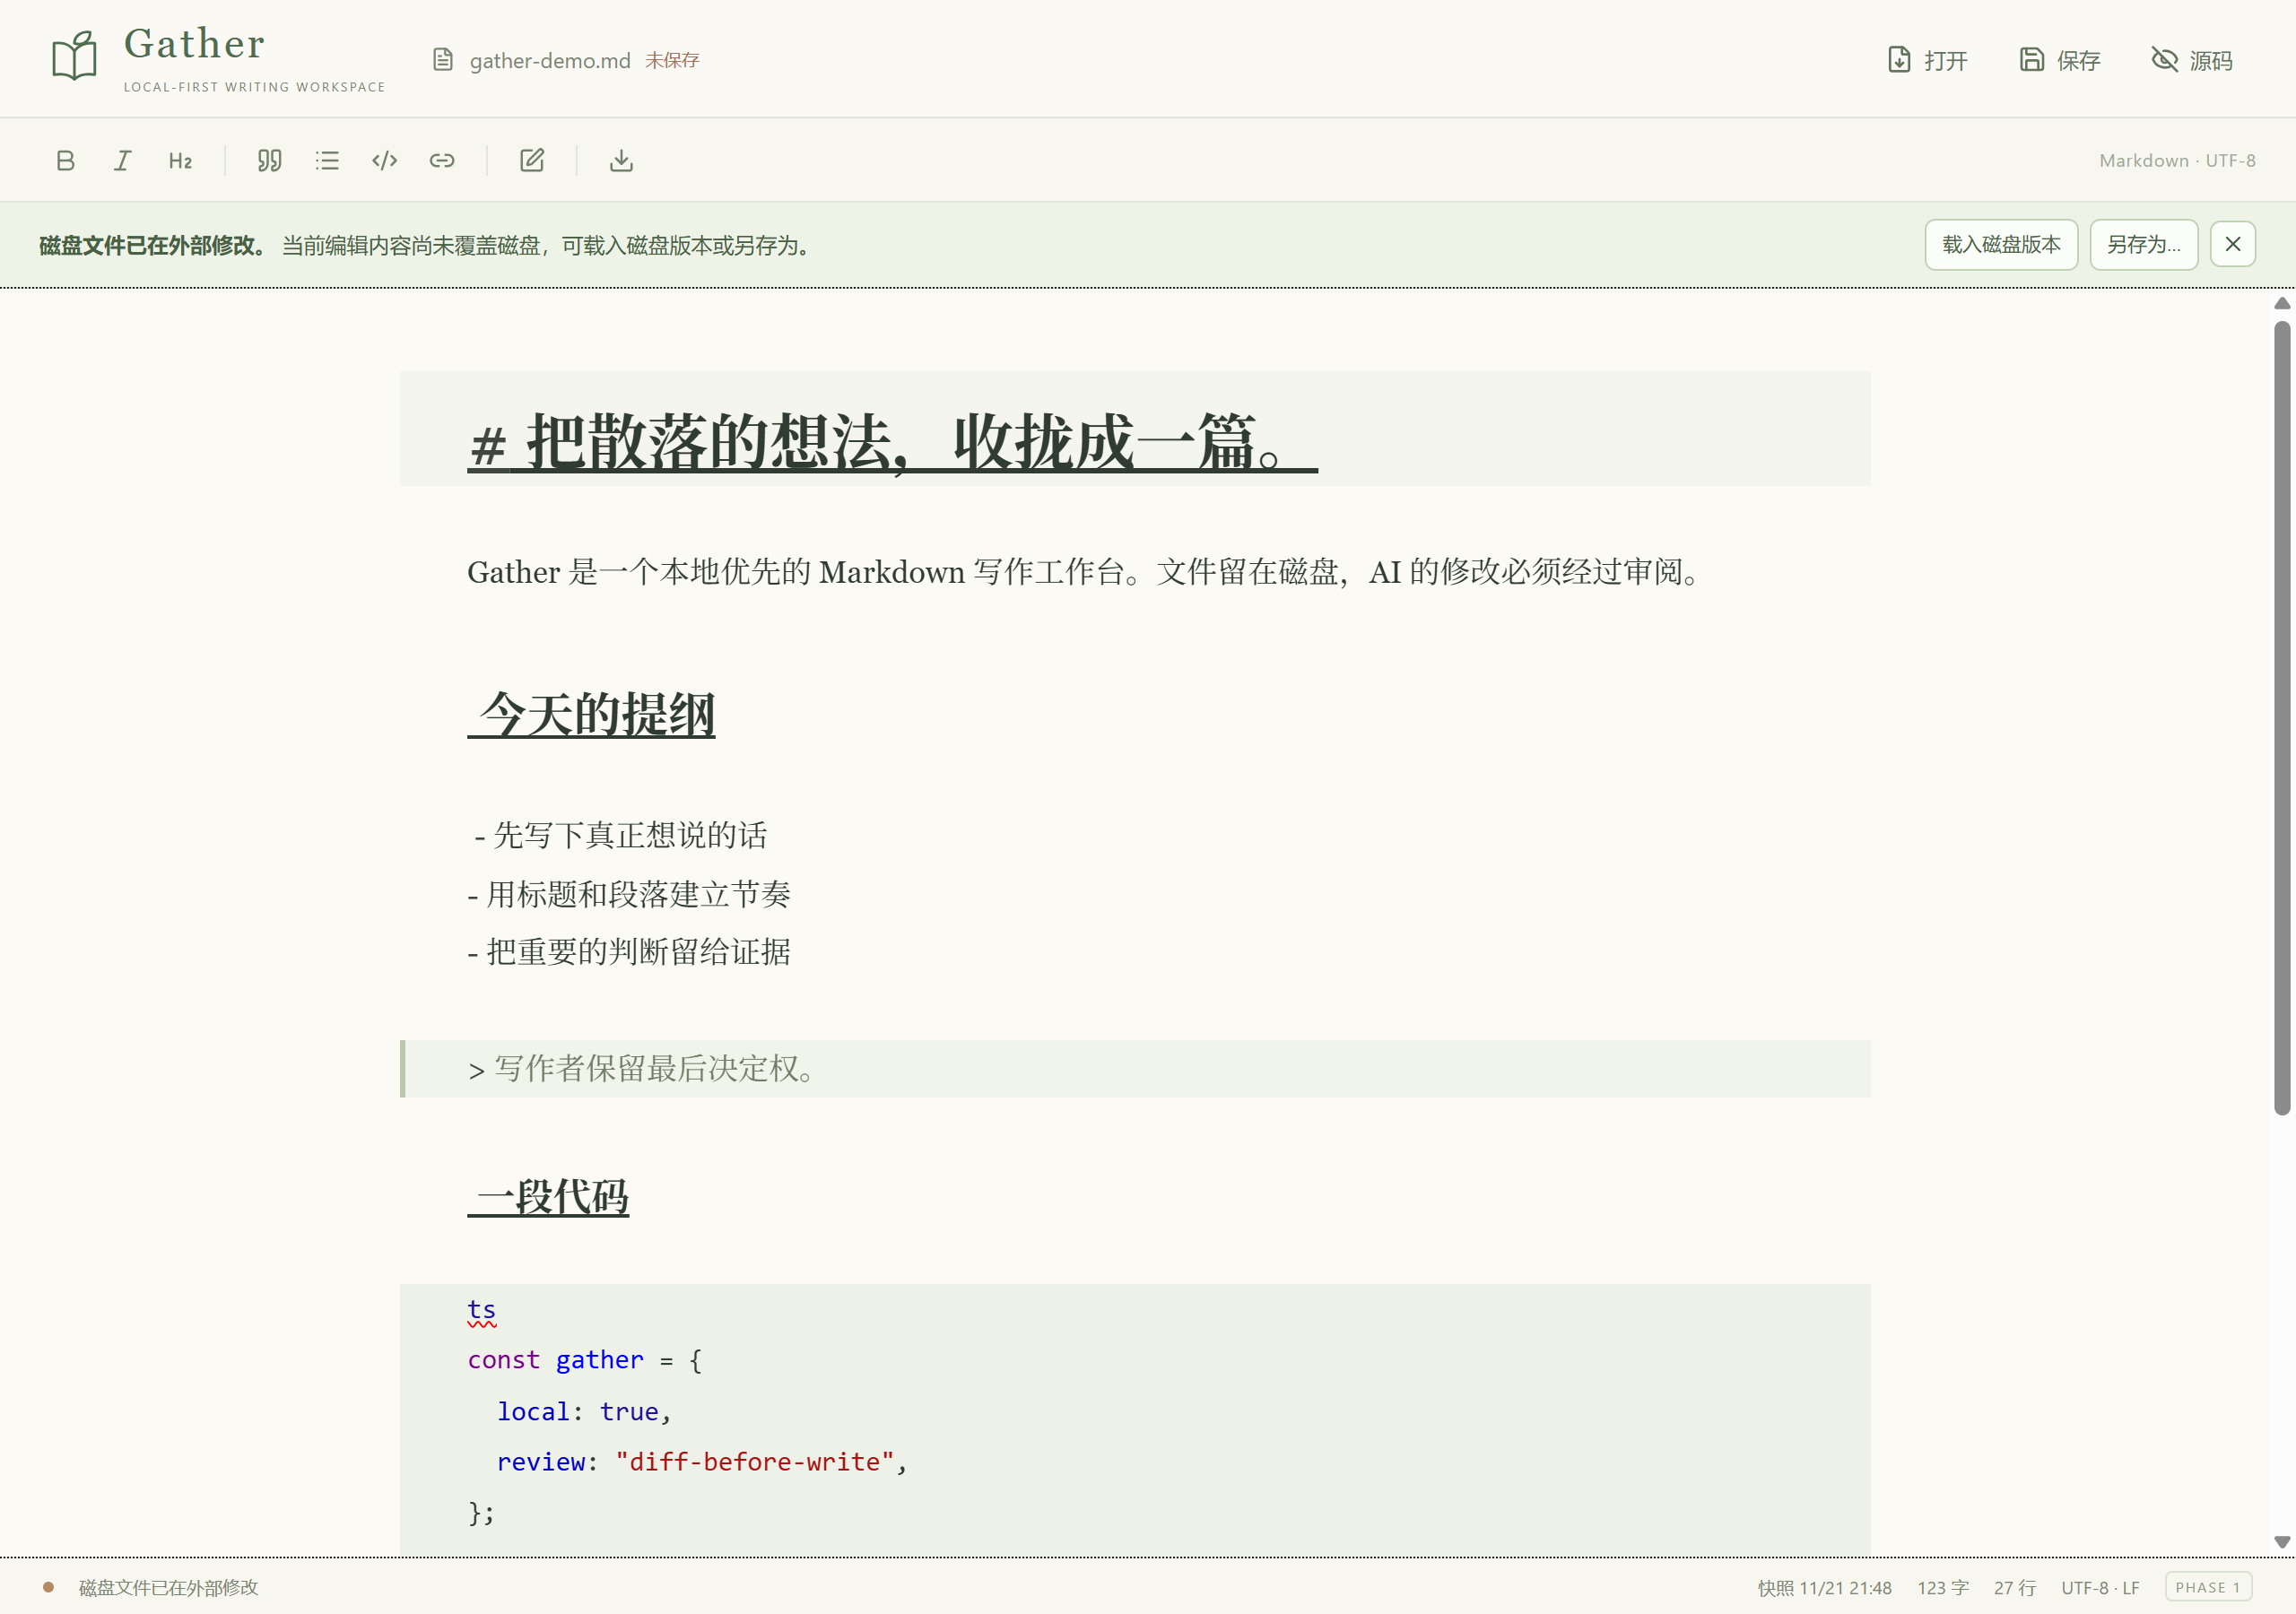 Gather
LOCAL-FIRST WRITING WORKSPACE
gather-demo.md 未保存
打开 保存 源码
B I H2
Markdown · UTF-8
磁盘文件已在外部修改。 当前编辑内容尚未覆盖磁盘，可载入磁盘版本或另存为。
载入磁盘版本 另存为...
# 把散落的想法，收拢成一篇。
Gather 是一个本地优先的 Markdown 写作工作台。文件留在磁盘，AI 的修改必须经过审阅。
今天的提纲
- 先写下真正想说的话
- 用标题和段落建立节奏
- 把重要的判断留给证据
> 写作者保留最后决定权。
一段代码
ts
const gather = {
  local: true,
  review: "diff-before-write",
};
磁盘文件已在外部修改
快照 11/21 21:48 123 字 27 行 UTF-8 · LF PHASE 1